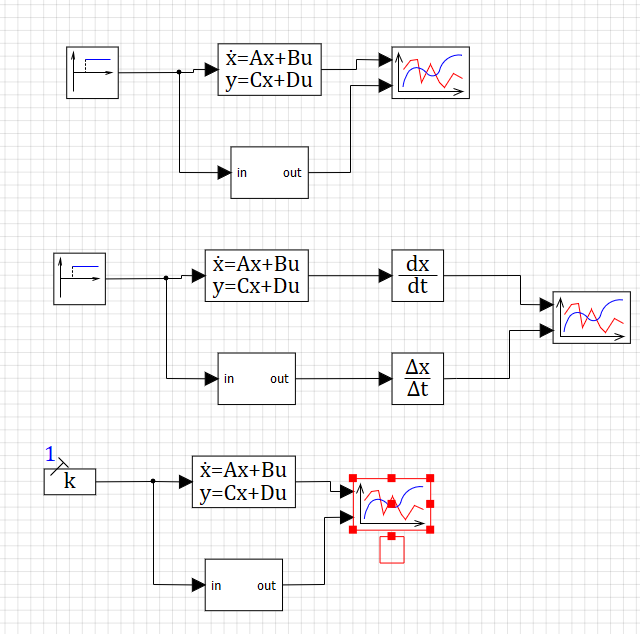 ẋ=Ax+Bu
y=Cx+Du
in out
ẋ=Ax+Bu
y=Cx+Du
dx
dt
in out
Δx
Δt
1
k
ẋ=Ax+Bu
y=Cx+Du
in out